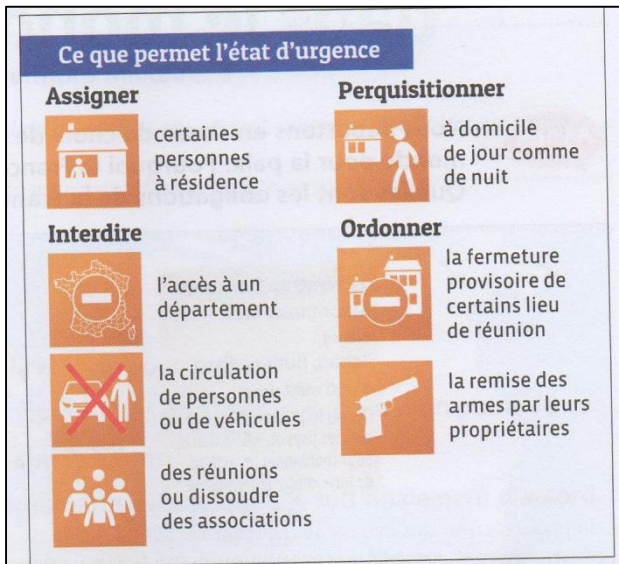 Ce que permet l'état d'urgence
Assigner
certaines
personnes
à résidence
Perquisitionner
à domicile
de jour comme
de nuit
Interdire
l'accès à un
département
la circulation
de personnes
ou de véhicules
des réunions
ou dissoudre
des associations
Ordonner
la fermeture
provisoire de
certains lieu
de réunion
la remise des
armes par leurs
propriétaires